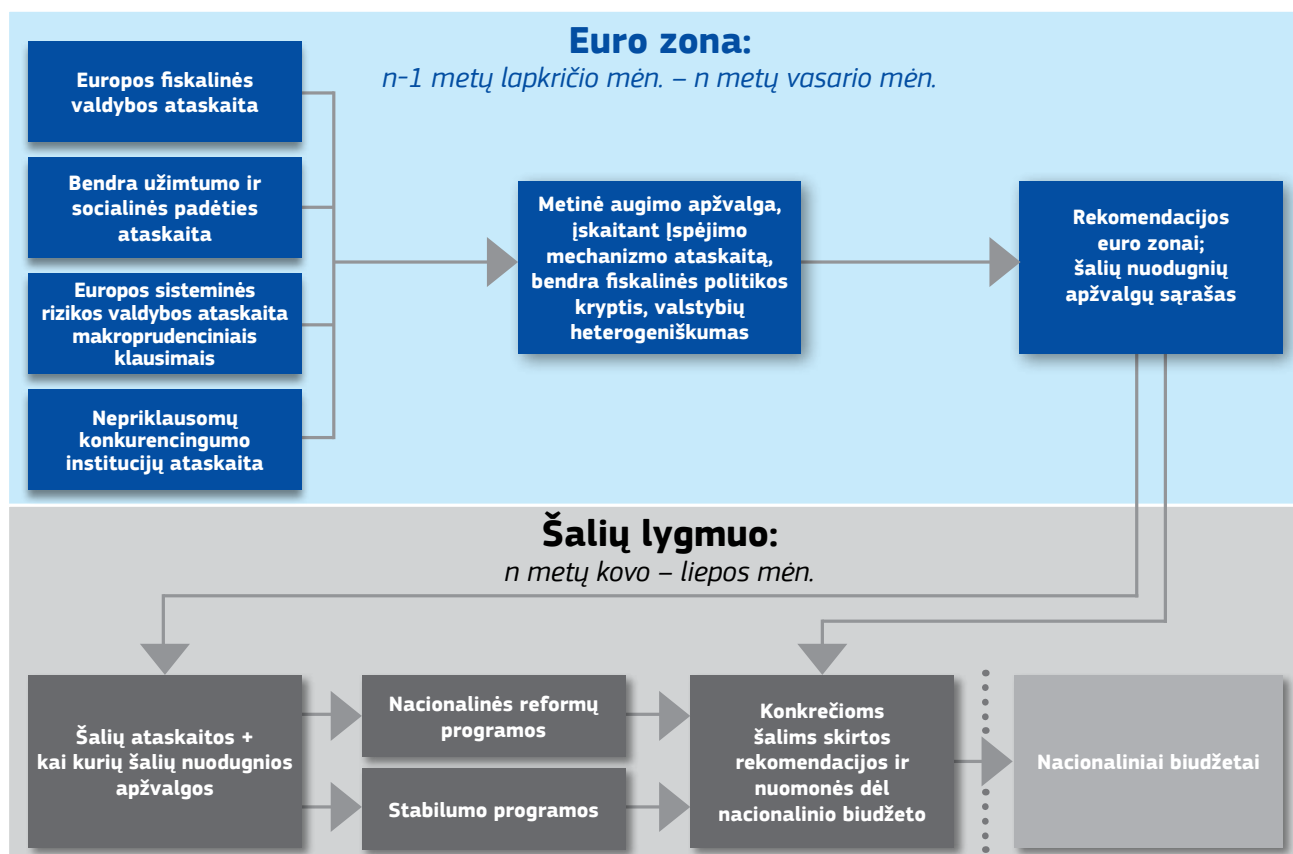 Euro zona:
n-1 metų lapkričio mėn. – n metų vasario mėn.
Europos fiskalinės
valdybos ataskaita
Bendra užimtumo ir
socialinės padėties
ataskaita
Europos sisteminės
rizikos valdybos ataskaita
makroprudenciniais
klausimais
Nepriklausomų
konkurencingumo
institucijų ataskaita
Metinė augimo apžvalga,
įskaitant Įspėjimo
mechanizmo ataskaitą,
bendra fiskalinės politikos
kryptis, valstybių
heterogeniškumas
Rekomendacijos
euro zonai;
šalių nuodugnių
apžvalgų sąrašas
Šalių lygmuo:
n metų kovo – liepos mėn.
Šalių ataskaitos +
kai kurių šalių nuodugnios
apžvalgos
Nacionalinės reformų
programos
Stabilumo programos
Konkrečioms
šalims skirtos
rekomendacijos ir
nuomonės dėl
nacionalinio biudžeto
Nacionaliniai biudžetai